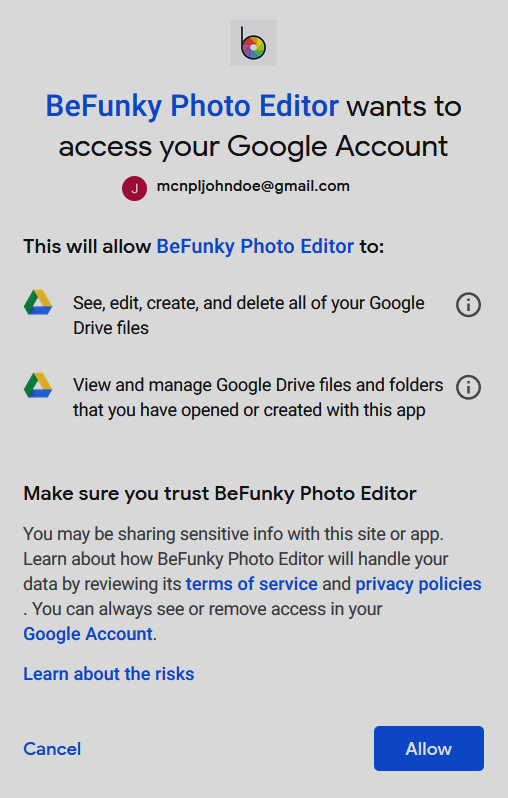 BeFunky Photo Editor wants to
access your Google Account
J mcnpljohndoe@gmail.com
This will allow BeFunky Photo Editor to:
See, edit, create, and delete all of your Google
Drive files
View and manage Google Drive files and folders
that you have opened or created with this app
Make sure you trust BeFunky Photo Editor
You may be sharing sensitive info with this site or app.
Learn about how BeFunky Photo Editor will handle your
data by reviewing its terms of service and privacy policies
. You can always see or remove access in your
Google Account.
Learn about the risks
Cancel
Allow